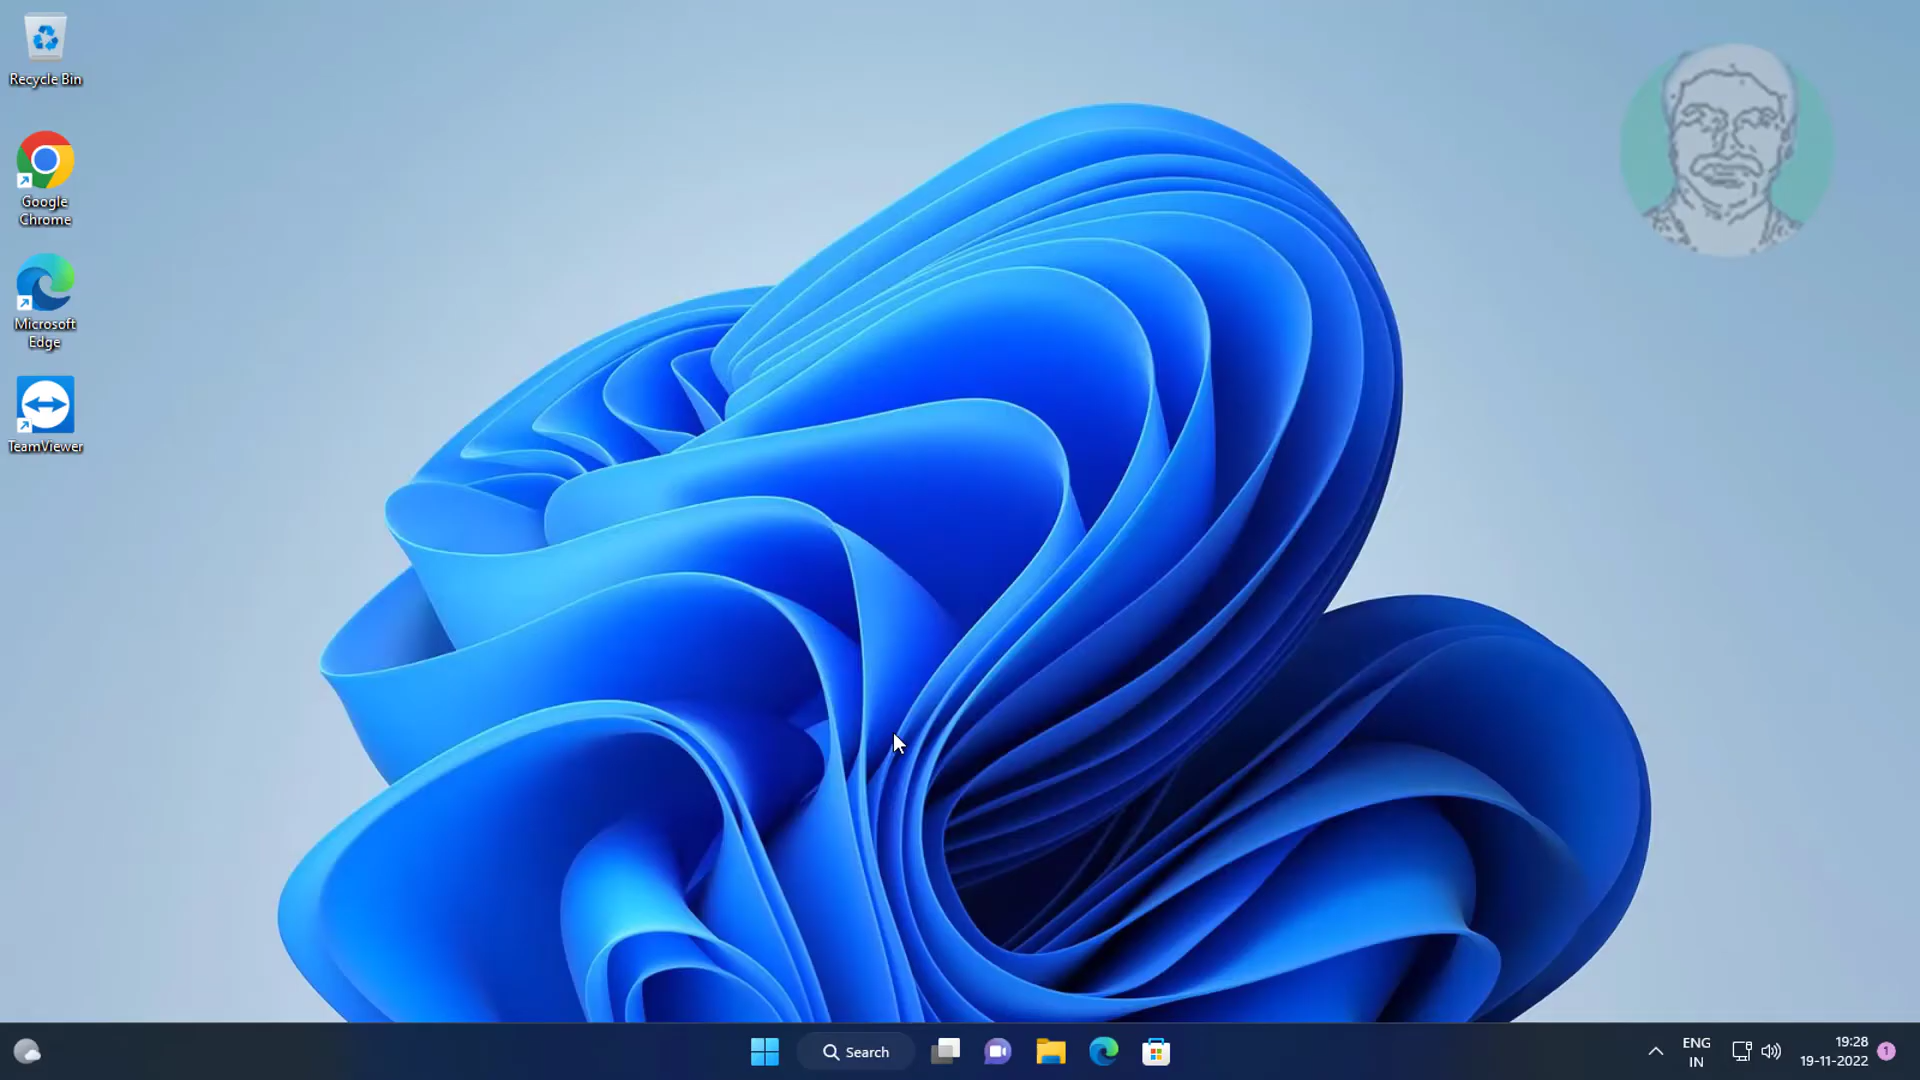 Recycle Bin
Google
Chrome
Microsoft
Edge
TeamViewer
Search
ENG
IN
19:28
19-11-2022
1